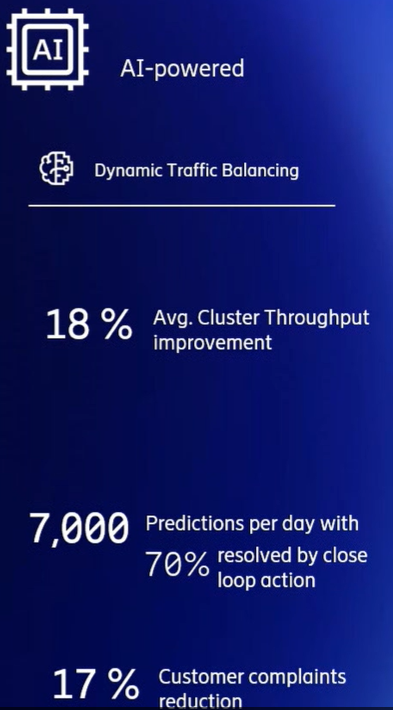 AI
AI-powered
Dynamic Traffic Balancing
18 % Avg. Cluster Throughput
improvement
7,000 Predictions per day with
70% resolved by close
loop action
17 % Customer complaints
reduction